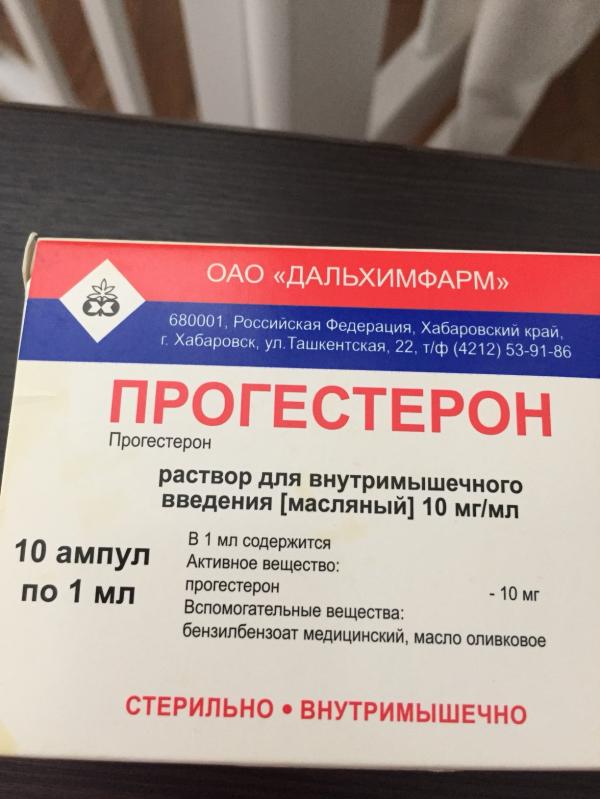 ОАО «ДАЛЬХИМФАРМ»
680001, Российская Федерация, Хабаровский край,
г. Хабаровск, ул.Ташкентская, 22, т/ф (4212) 53-91-86
ПРОГЕСТЕРОН
Прогестерон
раствор для внутримышечного
введения [масляный] 10 мг/мл
10 ампул
по 1 мл
В 1 мл содержится
Активное вещество:
прогестерон - 10 мг
Вспомогательные вещества:
бензилбензоат медицинский, масло оливковое
СТЕРИЛЬНО • ВНУТРИМЫШЕЧНО